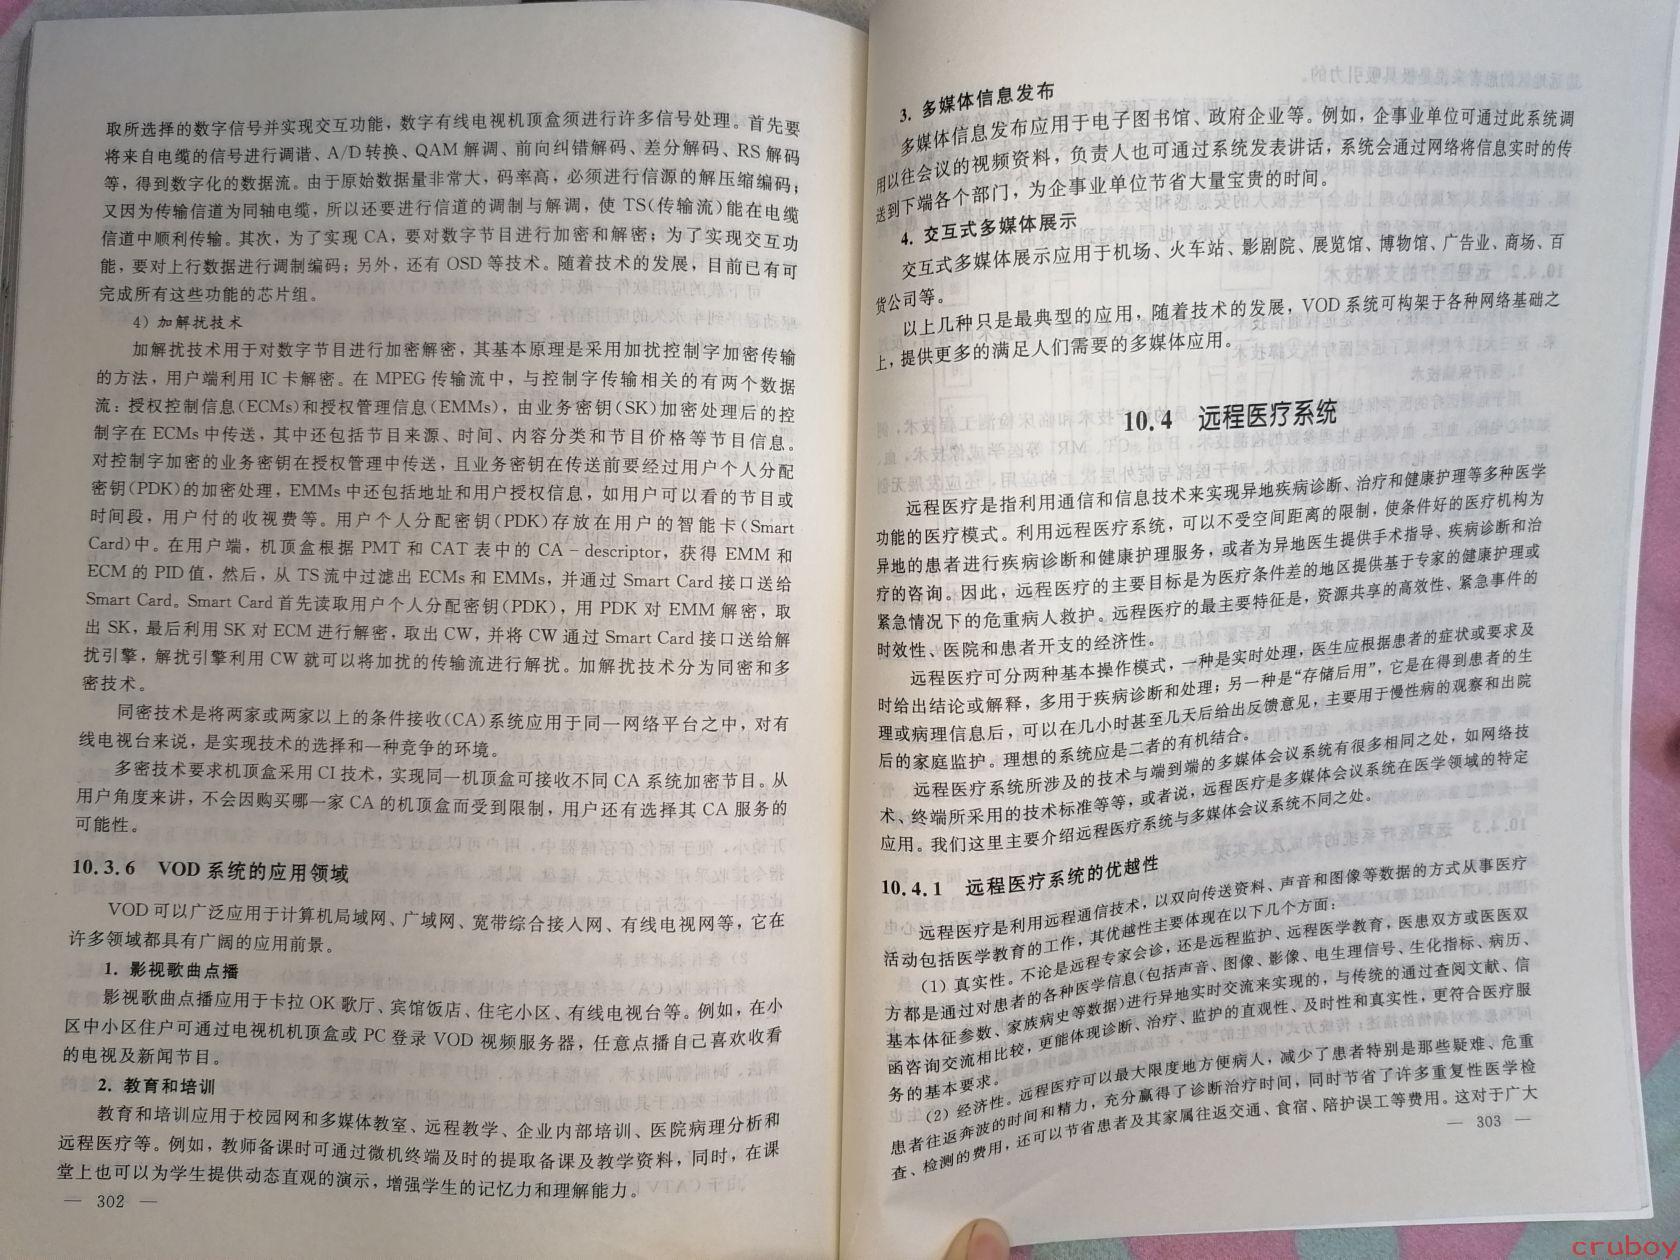 取所选择的数字信号并实现交互功能，数字有线电视机顶盒须进行许多信号处理。首先要
将来自电缆的信号进行调谐、A/D转换、QAM解调、前向纠错解码、差分解码、RS解码
等，得到数字化的数据流。由于原始数据量非常大，码率高，必须进行信源的解压缩编码；
又因为传输信道为同轴电缆，所以还要进行信道的调制与解调，使TS(传输流)能在电缆
信道中顺利传输。其次，为了实现CA，要对数字节目进行加密和解密；为了实现交互功
能，要对上行数据进行调制编码；另外，还有OSD等技术。随着技术的发展，目前已有可
完成所有这些功能的芯片组。
4) 加解扰技术
加解扰技术用于对数字节目进行加密解密，其基本原理是采用加扰控制字加密传输
的方法，用户端利用IC卡解密。在MPEG传输流中，与控制字传输相关的有两个数据
流：授权控制信息(ECMs)和授权管理信息(EMMs)，由业务密钥(SK)加密处理后的控
制字在ECMs中传送，其中还包括节目来源、时间、内容分类和节目价格等节目信息。
对控制字加密的业务密钥在授权管理中传送，且业务密钥在传送前要经过用户个人分配
密钥(PDK)的加密处理，EMMs中还包括地址和用户授权信息，如用户可以看的节目或
时间段，用户付的收视费等。用户个人分配密钥(PDK)存放在用户的智能卡(Smart
Card)中。在用户端，机顶盒根据PMT和CAT表中的CA-descriptor，获得EMM和
ECM的PID值，然后，从TS流中过滤出ECMs和EMMs，并通过Smart Card接口送给
Smart Card。Smart Card首先读取用户个人分配密钥(PDK)，用PDK对EMM解密，取
出SK，最后利用SK对ECM进行解密，取出CW，并将CW通过Smart Card接口送给解
扰引擎，解扰引擎利用CW就可以将加扰的传输流进行解扰。加解扰技术分为同密和多
密技术。
同密技术是将两家或两家以上的条件接收(CA)系统应用于同一网络平台之中，对有
线电视台来说，是实现技术的选择和一种竞争的环境。
多密技术要求机顶盒采用CI技术，实现同一机顶盒可接收不同CA系统加密节目。从
用户角度来讲，不会因购买哪一家CA的机顶盒而受到限制，用户还有选择其CA服务的
可能性。
10.3.6 VOD系统的应用领域
VOD可以广泛应用于计算机局域网、广域网、宽带综合接人网、有线电视网等，它在
许多领域都具有广阔的应用前景。
1. 影视歌曲点播
影视歌曲点播应用于卡拉OK歌厅、宾馆饭店、住宅小区、有线电视台等。例如，在小
区中小区住户可通过电视机机顶盒或PC登录VOD视频服务器，任意点播自己喜欢收看
的电视及新闻节目。
2. 教育和培训
教育和培训应用于校园网和多媒体教室、远程教学、企业内部培训、医院病理分析和
远程医疗等。例如，教师备课时可通过微机终端及时的提取备课及教学资料，同时，在课
堂上也可以为学生提供动态直观的演示，增强学生的记忆力和理解能力。
— 302 —
3. 多媒体信息发布
多媒体信息发布应用于电子图书馆、政府企业等。例如，企事业单位可通过此系统调
用以往会议的视频资料，负责人也可通过系统发表讲话，系统会通过网络将信息实时的传
送到下端各个部门，为企事业单位节省大量宝贵的时间。
4. 交互式多媒体展示
交互式多媒体展示应用于机场、火车站、影剧院、展览馆、博物馆、广告业、商场、百
货公司等。
以上几种只是最典型的应用，随着技术的发展，VOD系统可构架于各种网络基础之
上，提供更多的满足人们需要的多媒体应用。
10.4 远程医疗系统
远程医疗是指利用通信和信息技术来实现异地疾病诊断、治疗和健康护理等多种医学
功能的医疗模式。利用远程医疗系统，可以不受空间距离的限制，使条件好的医疗机构为
异地的患者进行疾病诊断和健康护理服务，或者为异地医生提供手术指导、疾病诊断和治
疗的咨询。因此，远程医疗的主要目标是为医疗条件差的地区提供基于专家的健康护理或
紧急情况下的危重病人救护。远程医疗的最主要特征是，资源共享的高效性、紧急事件的
时效性、医院和患者开支的经济性。
远程医疗可分两种基本操作模式，一种是实时处理，医生应根据患者的症状或要求及
时给出结论或解释，多用于疾病诊断和处理；另一种是“存储后用”，它是在得到患者的生
理或病理信息后，可以在几小时甚至几天后给出反馈意见，主要用于慢性病的观察和出院
后的家庭监护。理想的系统应是二者的有机结合。
远程医疗系统所涉及的技术与端到端的多媒体会议系统有很多相同之处，如网络技
术、终端所采用的技术标准等等，或者说，远程医疗是多媒体会议系统在医学领域的特定
应用。我们这里主要介绍远程医疗系统与多媒体会议系统不同之处。
10.4.1 远程医疗系统的优越性
远程医疗是利用远程通信技术，以双向传送资料、声音和图像等数据的方式从事医疗
活动包括医学教育的工作，其优越性主要体现在以下几个方面：
(1) 真实性。不论是远程专家会诊，还是远程监护、远程医学教育，医患双方或医医双
方都是通过对患者的各种医学信息(包括声音、图像、影像、电生理信号、生化指标、病历、
基本体征参数、家族病史等数据)进行异地实时交流来实现的，与传统的通过查阅文献、信
函咨询交流相比较，更能体现诊断、治疗、监护的直观性、及时性和真实性，更符合医疗服
务的基本要求。
(2) 经济性。远程医疗可以最大限度地方便病人，减少了患者特别是那些疑难、危重
患者往返奔波的时间和精力，充分赢得了诊断治疗时间，同时节省了许多重复性医学检
查、检测的费用，还可以节省患者及其家属往返交通、食宿、陪护误工等费用。这对于广大
— 303 —
cruboy